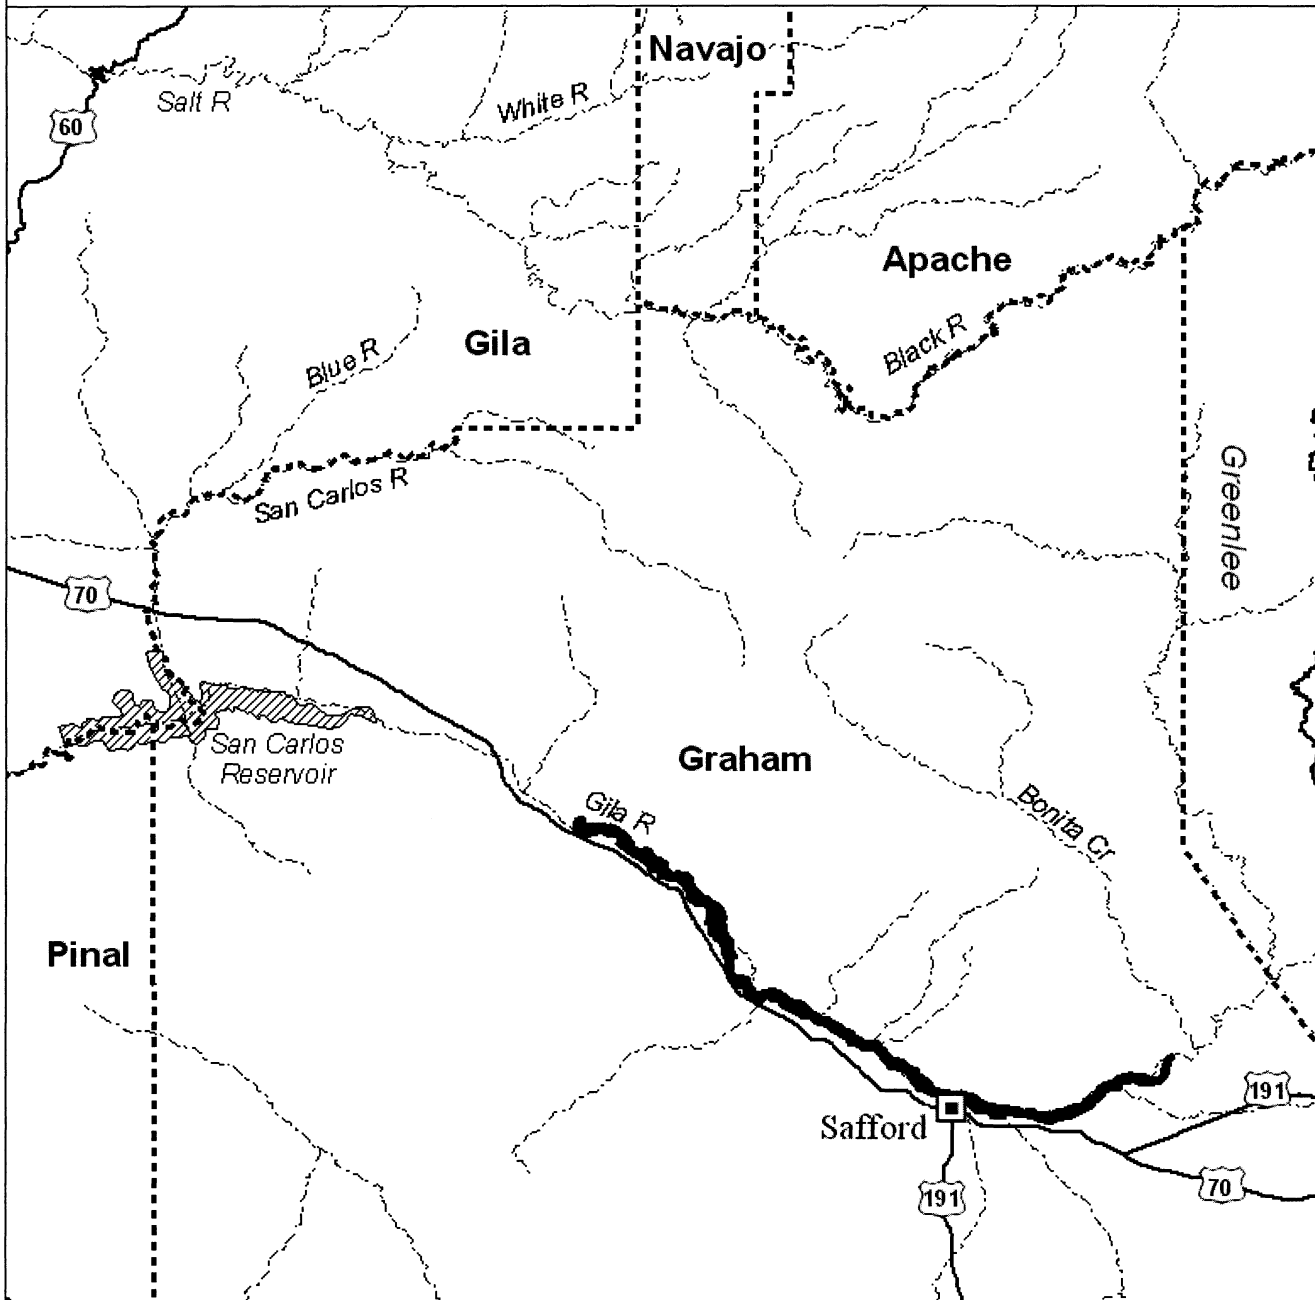 Navajo
Salt R
White R
60
Apache
Black R
Gila
Blue R
San Carlos R
Greenlee
70
San Carlos
Reservoir
Graham
Gila R
Bonita Cr
Pinal
191
Safford
191
70